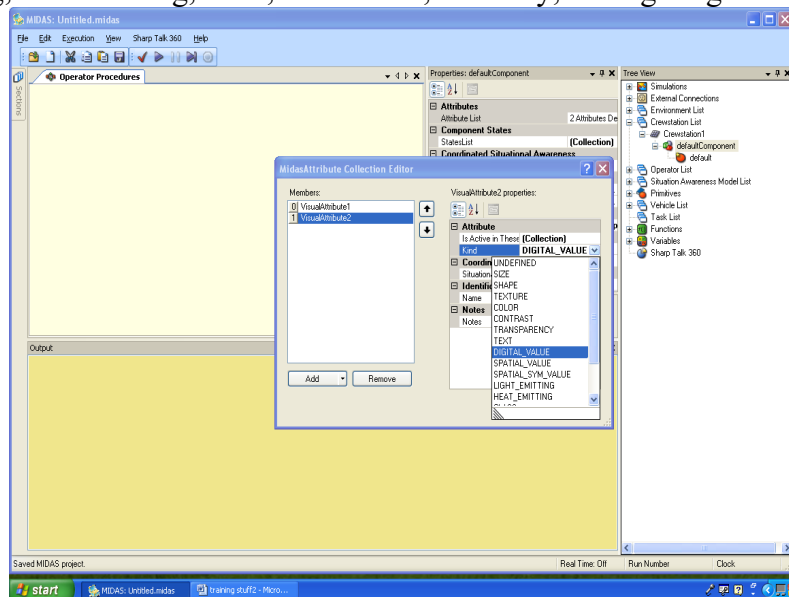 MIDAS: Untitled.midas
File Edit Execution View Sharp Talk 360 Help
Sections
Operator Procedures
Properties: defaultComponent
Attributes
Attribute List 2 Attributes De
Component States
StatesList (Collection)
Coordinated Situational Awareness
Tree View
Simulations
External Connections
Environment List
Crewstation List
Crewstation1
defaultComponent
default
Operator List
Situation Awareness Model List
Primitives
Vehicle List
Task List
Functions
Variables
Sharp Talk 360
MidasAttribute Collection Editor
Members:
0 VisualAttribute1
1 VisualAttribute2
Add
Remove
VisualAttribute2 properties:
Attribute
Is Active in These (Collection)
Kind DIGITAL_VALUE
Coordin
Situation
Identific
Name
Notes
Notes
UNDEFINED
SIZE
SHAPE
TEXTURE
COLOR
CONTRAST
TRANSPARENCY
TEXT
DIGITAL_VALUE
SPATIAL_VALUE
SPATIAL_SYM_VALUE
LIGHT_EMITTING
HEAT_EMITTING
Output
Saved MIDAS project. Real Time: Off Run Number Clock
start MIDAS: Untitled.midas training stuff2 - Micro...